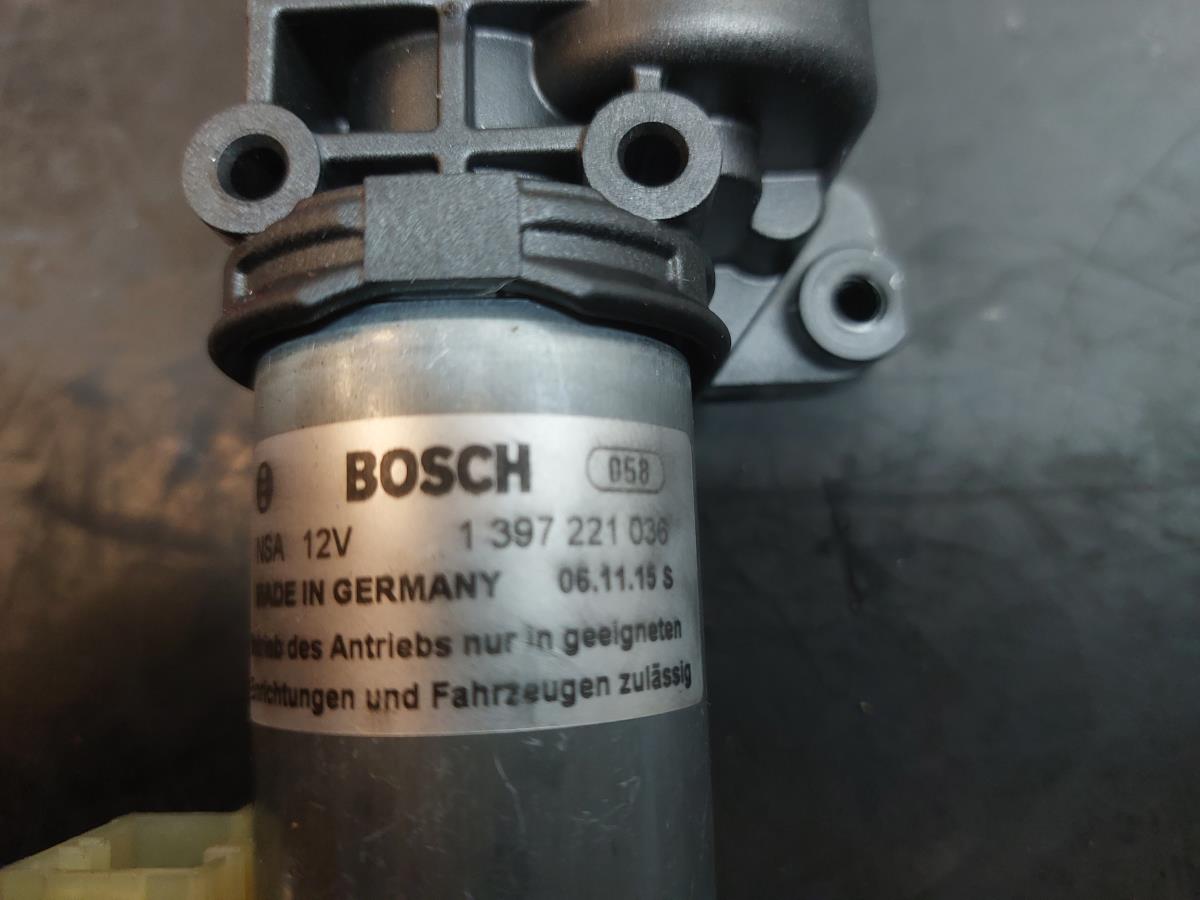 BOSCH 058
NSA 12V 1 397 221 036
MADE IN GERMANY 06.11.15 S
des Antriebs nur in geeigneten
Einrichtungen und Fahrzeugen zulässig